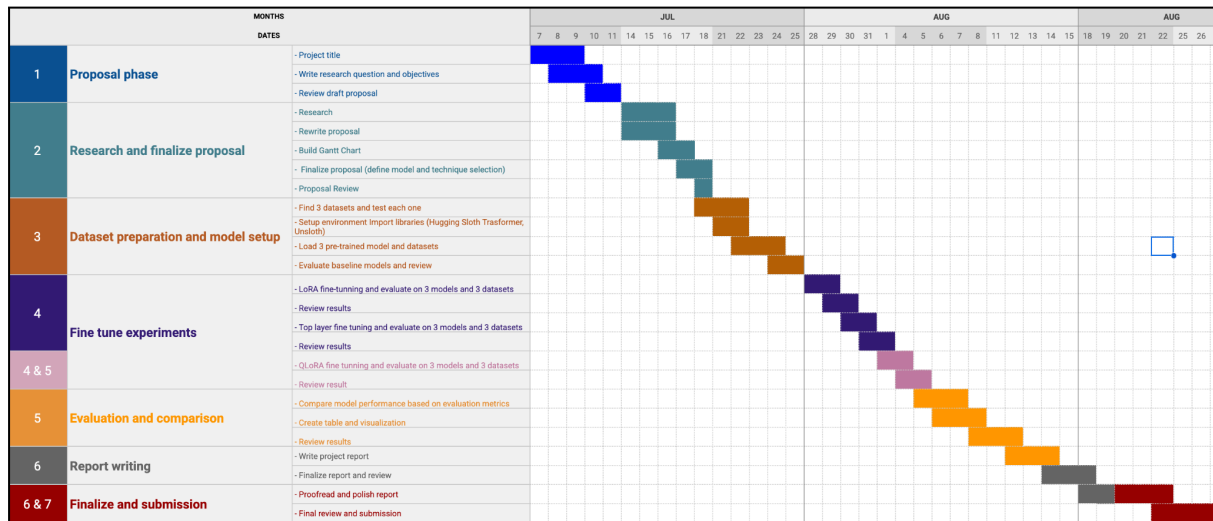 MONTHS JUL AUG AUG
DATES 7 8 9 10 11 14 15 16 17 18 21 22 23 24 25 28 29 30 31 1 4 5 6 7 8 11 12 13 14 15 18 19 20 21 22 25 26
1 Proposal phase
- Project title
- Write research question and objectives
- Review draft proposal
2 Research and finalize proposal
- Research
- Rewrite proposal
- Build Gantt Chart
- Finalize proposal (define model and technique selection)
- Proposal Review
3 Dataset preparation and model setup
- Find 3 datasets and test each one
- Setup environment Import libraries (Hugging Sloth Trasformer,
Unsloth)
- Load 3 pre-trained model and datasets
- Evaluate baseline models and review
4 Fine tune experiments
- LoRA fine-tunning and evaluate on 3 models and 3 datasets
- Review results
- Top layer fine tuning and evaluate on 3 models and 3 datasets
- Review results
4 & 5
- QLoRA fine tunning and evaluate on 3 models and 3 datasets
- Review result
5 Evaluation and comparison
- Compare model performance based on evaluation metrics
- Create table and visualization
- Review results
6 Report writing
- Write project report
- Finalize report and review
6 & 7 Finalize and submission
- Proofread and polish report
- Final review and submission